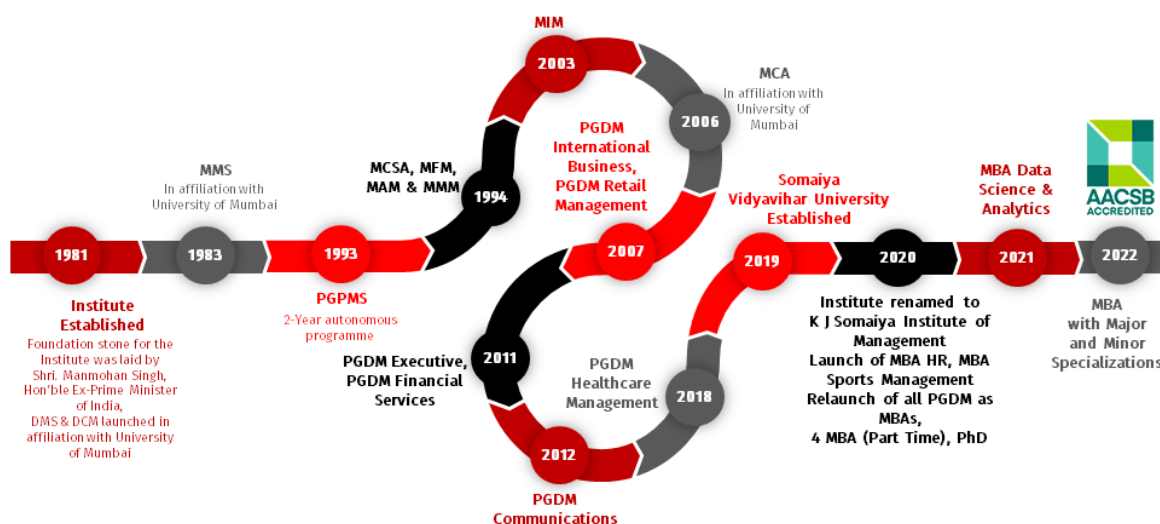 1981
Institute
Established
Foundation stone for the
Institute was laid by
Shri. Manmohan Singh,
Hon'ble Ex-Prime Minister
of India,
DMS & DCM launched in
affiliation with University
of Mumbai
MMS
In affiliation with
University of Mumbai
1983
1993
PGPMS
2-Year autonomous
programme
MCSA, MFM,
MAM & MMM
1994
MIM
2003
MCA
In affiliation with
University of
Mumbai
2006
PGDM
International
Business,
PGDM Retail
Management
2007
2011
PGDM Executive,
PGDM Financial
Services
2012
PGDM
Communications
PGDM
Healthcare
Management
2018
Somaiya
Vidyavihar University
Established
2019
2020
Institute renamed to
K J Somaiya Institute of
Management
Launch of MBA HR, MBA
Sports Management
Relaunch of all PGDM as
MBAs,
4 MBA (Part Time), PhD
MBA Data
Science &
Analytics
2021
AACSB
ACCREDITED
2022
MBA
with Major
and Minor
Specializations